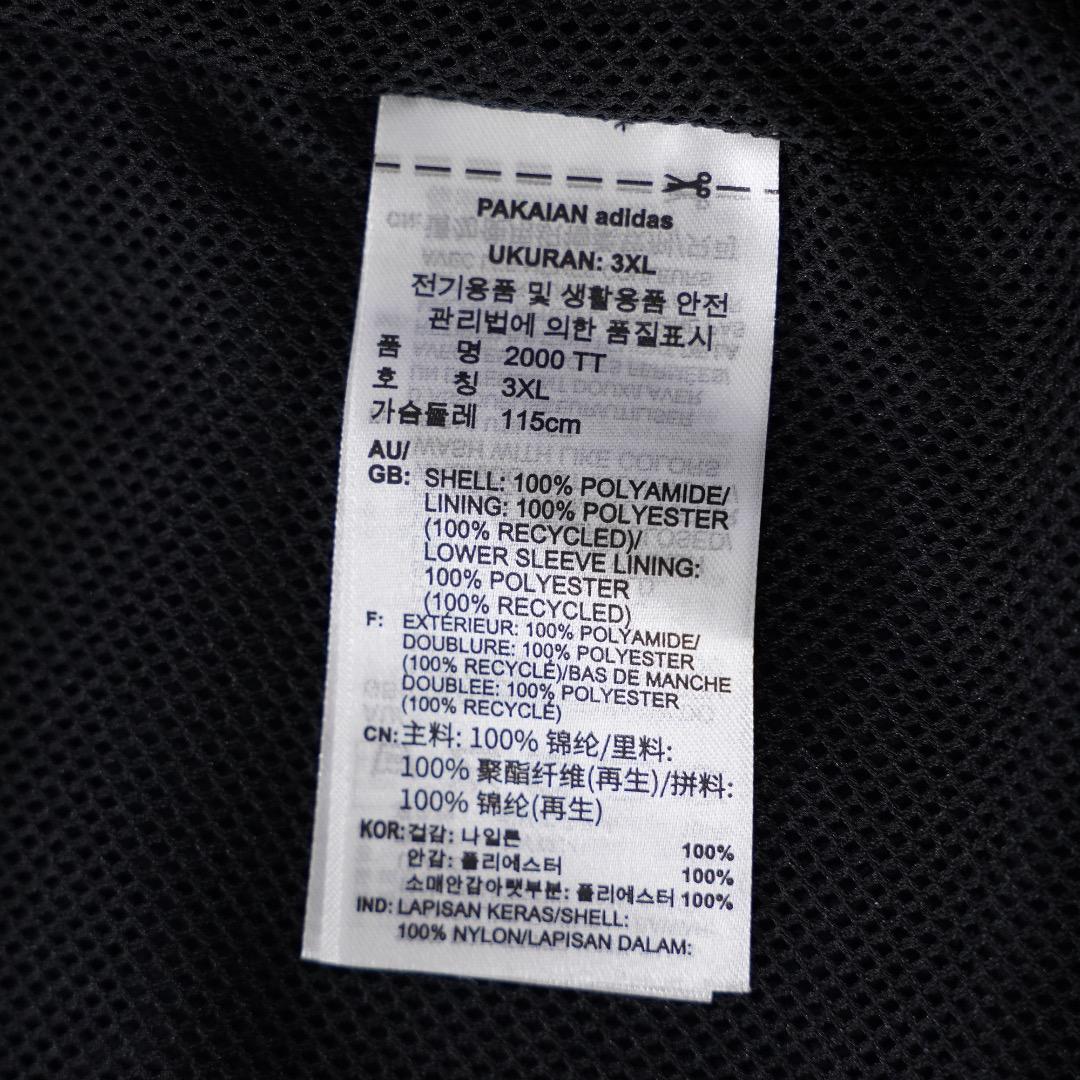 PAKAIAN adidas
UKURAN: 3XL
전기용품 및 생활용품 안전
관리법에 의한 품질표시
품 명 2000 TT
호 칭 3XL
가슴둘레 115cm
AU/
GB: SHELL: 100% POLYAMIDE/
LINING: 100% POLYESTER
(100% RECYCLED)/
LOWER SLEEVE LINING:
100% POLYESTER
(100% RECYCLED)
F: EXTÉRIEUR: 100% POLYAMIDE/
DOUBLURE: 100% POLYESTER
(100% RECYCLÉ)/BAS DE MANCHE
DOUBLEE: 100% POLYESTER
(100% RECYCLÉ)
CN: 主料: 100% 锦纶/里料:
100% 聚酯纤维(再生)/拼料:
100% 锦纶(再生)
KOR: 겉감: 나일론 100%
안감: 폴리에스터 100%
소매안감아랫부분: 폴리에스터 100%
IND: LAPISAN KERAS/SHELL:
100% NYLON/LAPISAN DALAM: